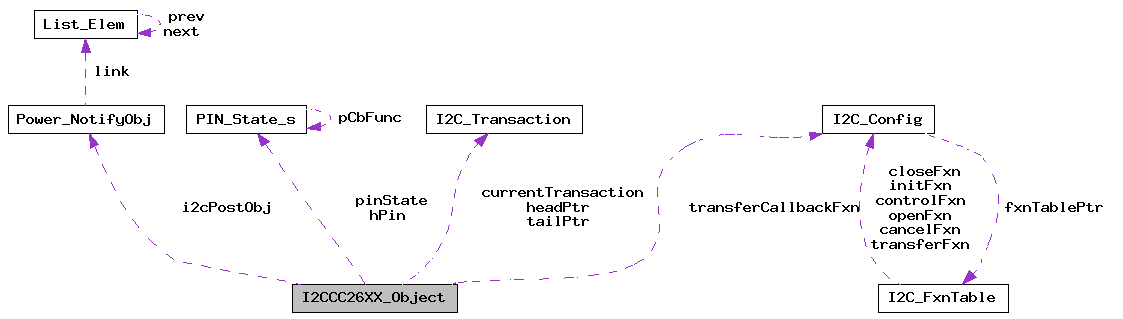 List_Elem
prev
next
link
Power_NotifyObj
PIN_State_s
pCbFunc
I2C_Transaction
I2C_Config
i2cPostObj
pinState
hPin
currentTransaction
headPtr
tailPtr
transferCallbackFxn
closeFxn
initFxn
controlFxn
openFxn
cancelFxn
transferFxn
fxnTablePtr
I2CCC26XX_Object
I2C_FxnTable